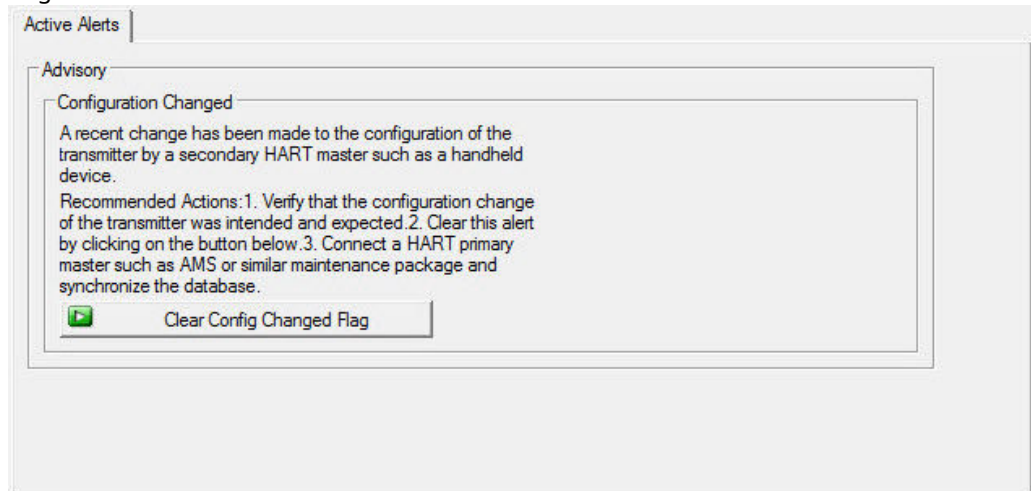 Active Alerts
Advisory
Configuration Changed
A recent change has been made to the configuration of the
transmitter by a secondary HART master such as a handheld
device.
Recommended Actions:1. Verify that the configuration change
of the transmitter was intended and expected.2. Clear this alert
by clicking on the button below.3. Connect a HART primary
master such as AMS or similar maintenance package and
synchronize the database.
Clear Config Changed Flag